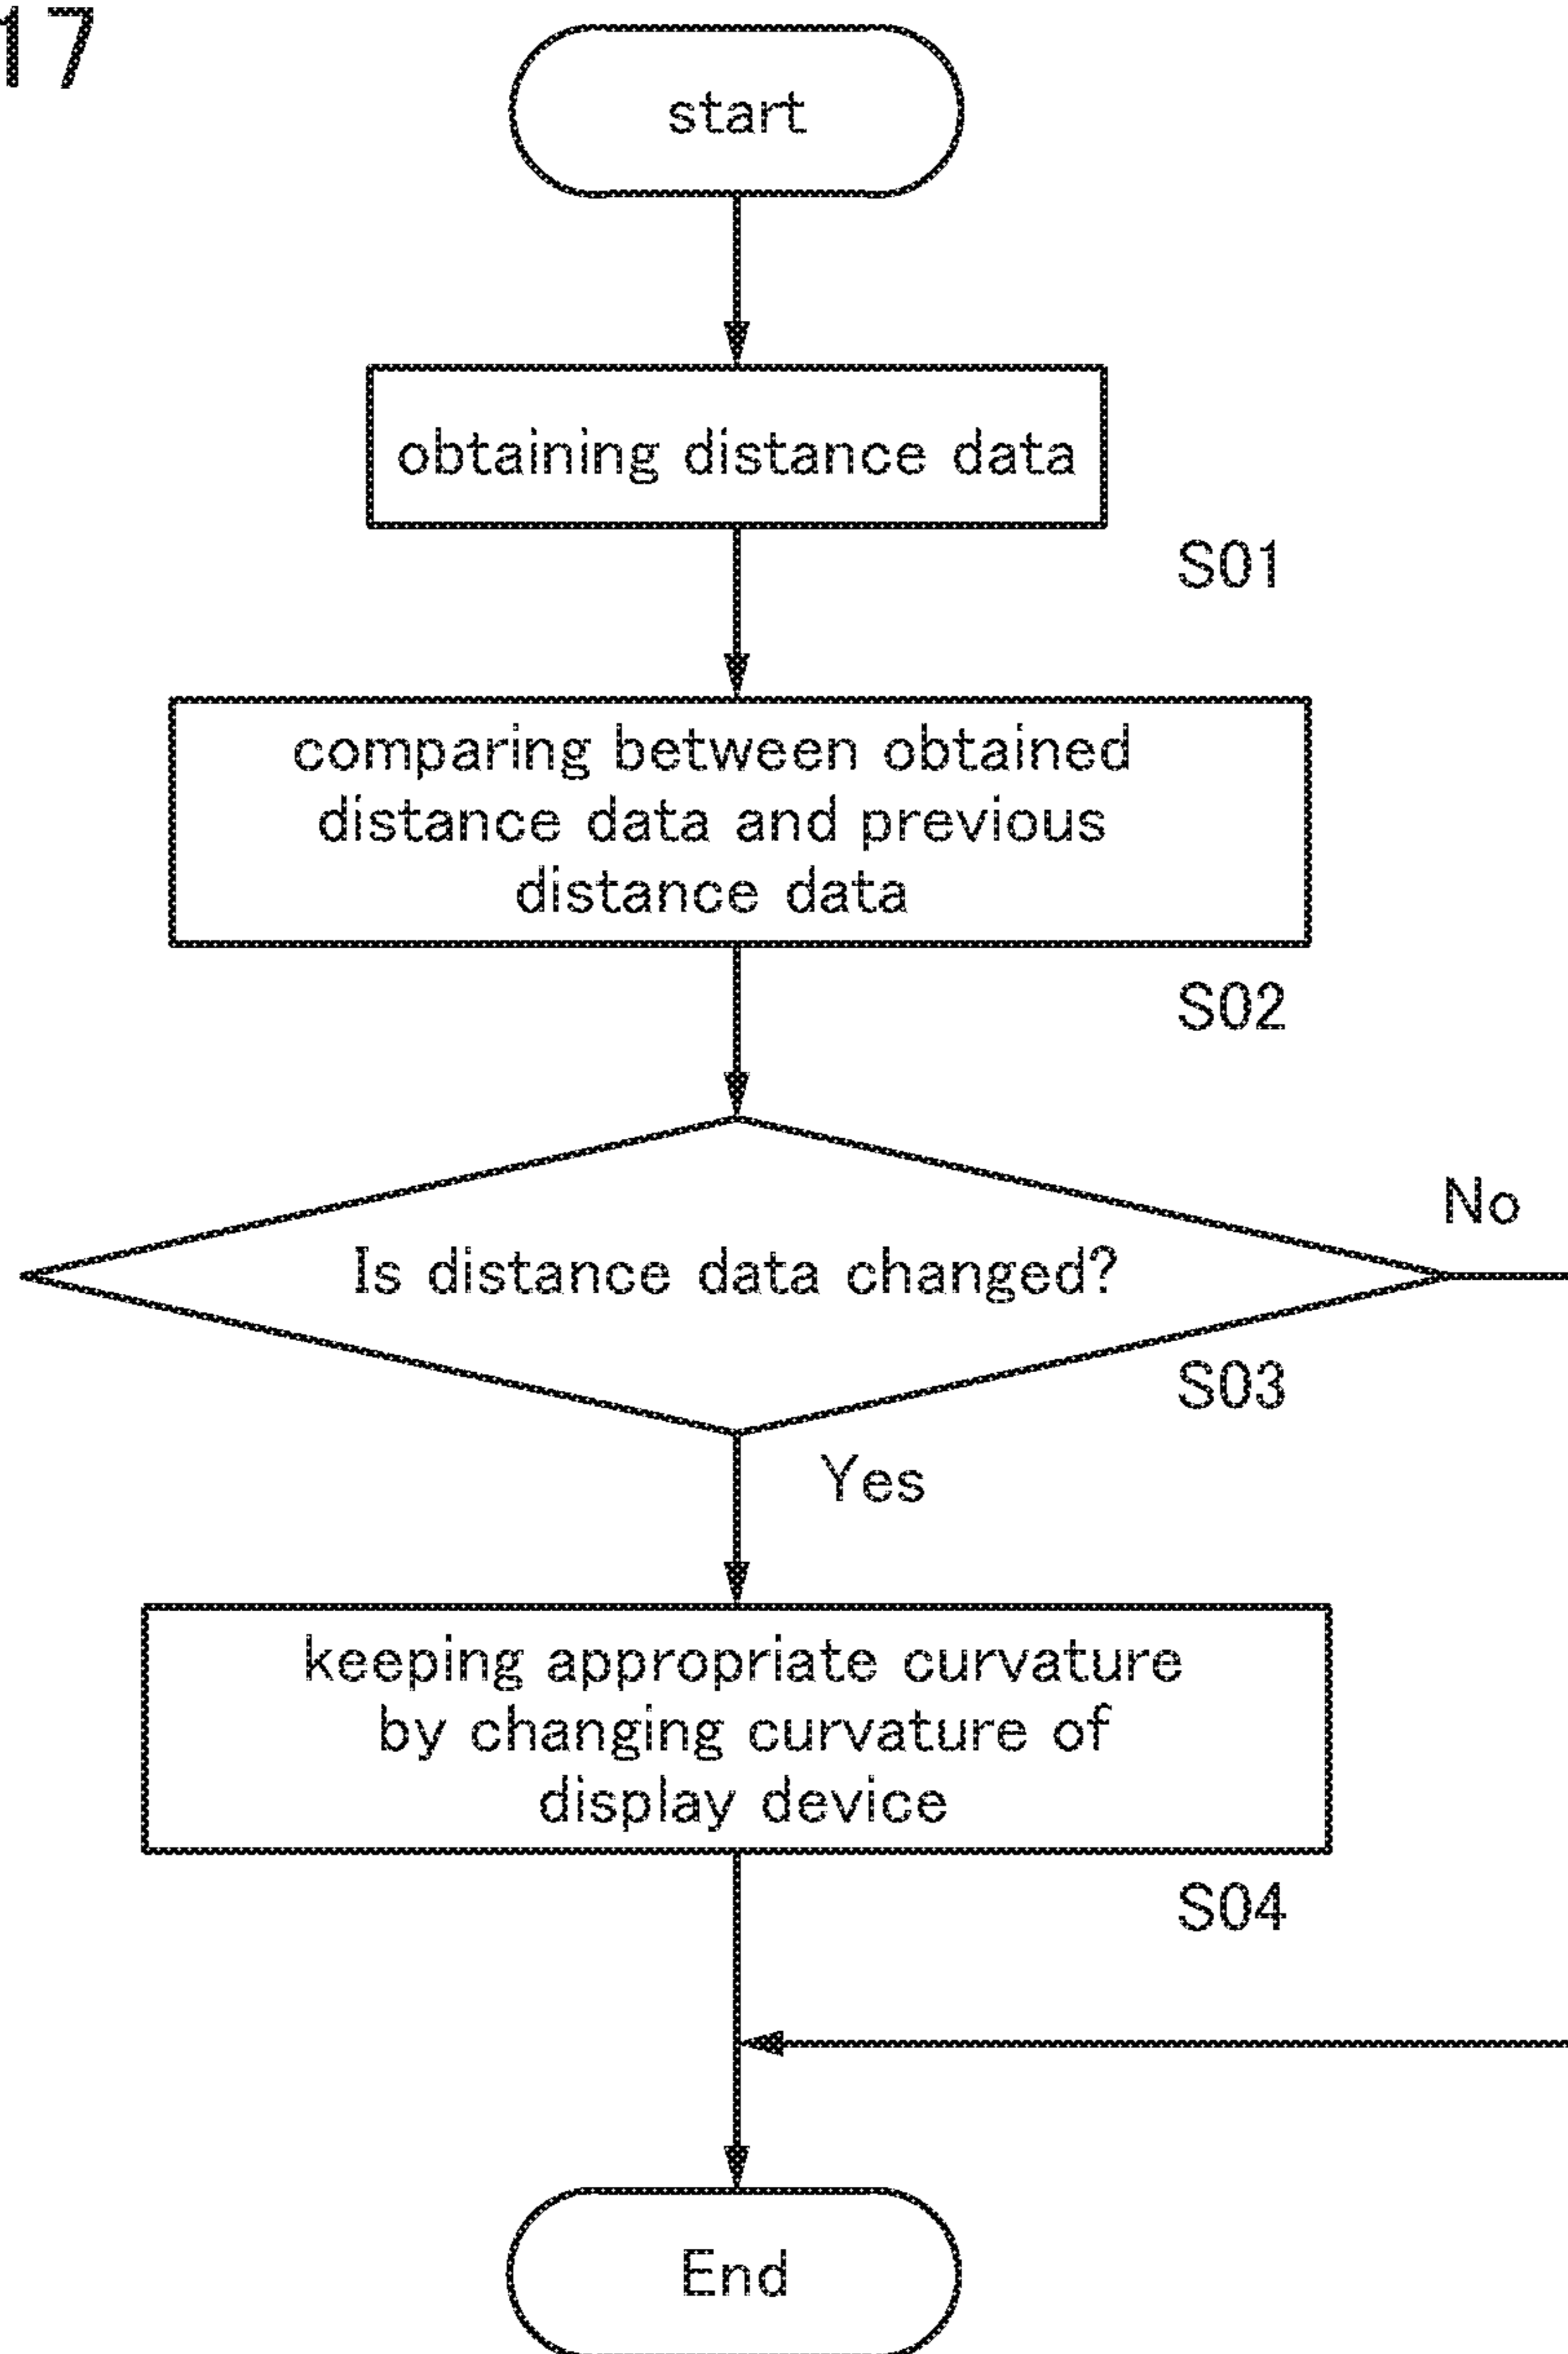 17
start
obtaining distance data
S01
comparing between obtained
distance data and previous
distance data
S02
No
Is distance data changed?
S03
Yes
keeping appropriate curvature
by changing curvature of
display device
S04
End